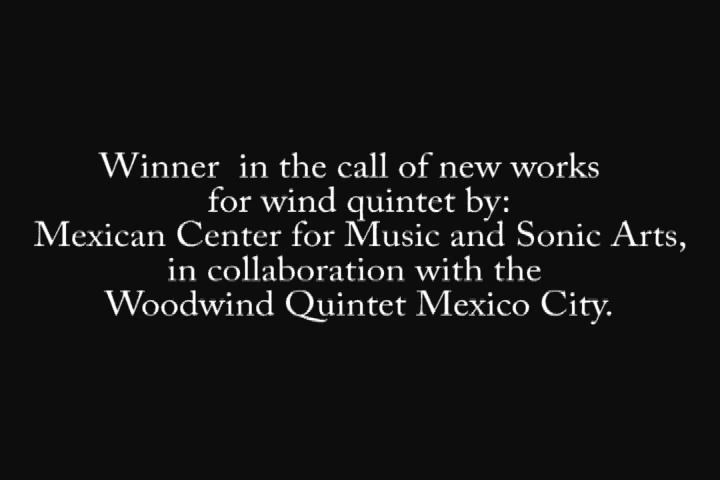 Winner  in the call of new works
for wind quintet by:
Mexican Center for Music and Sonic Arts,
in collaboration with the
Woodwind Quintet Mexico City.